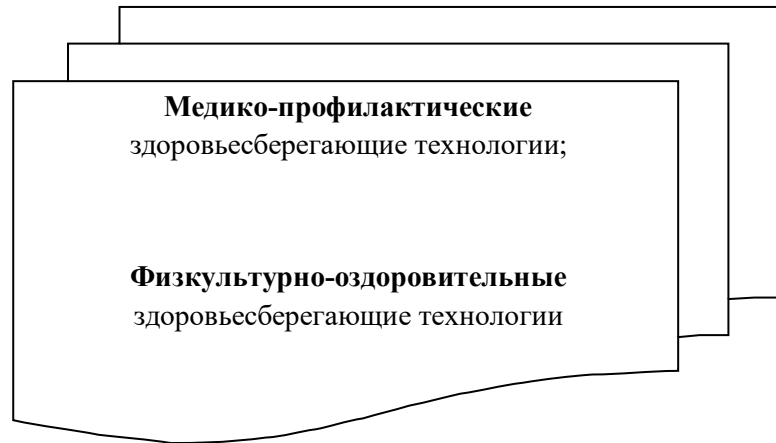 Медико-профилактические
здоровьесберегающие технологии;
Физкультурно-оздоровительные
здоровьесберегающие технологии